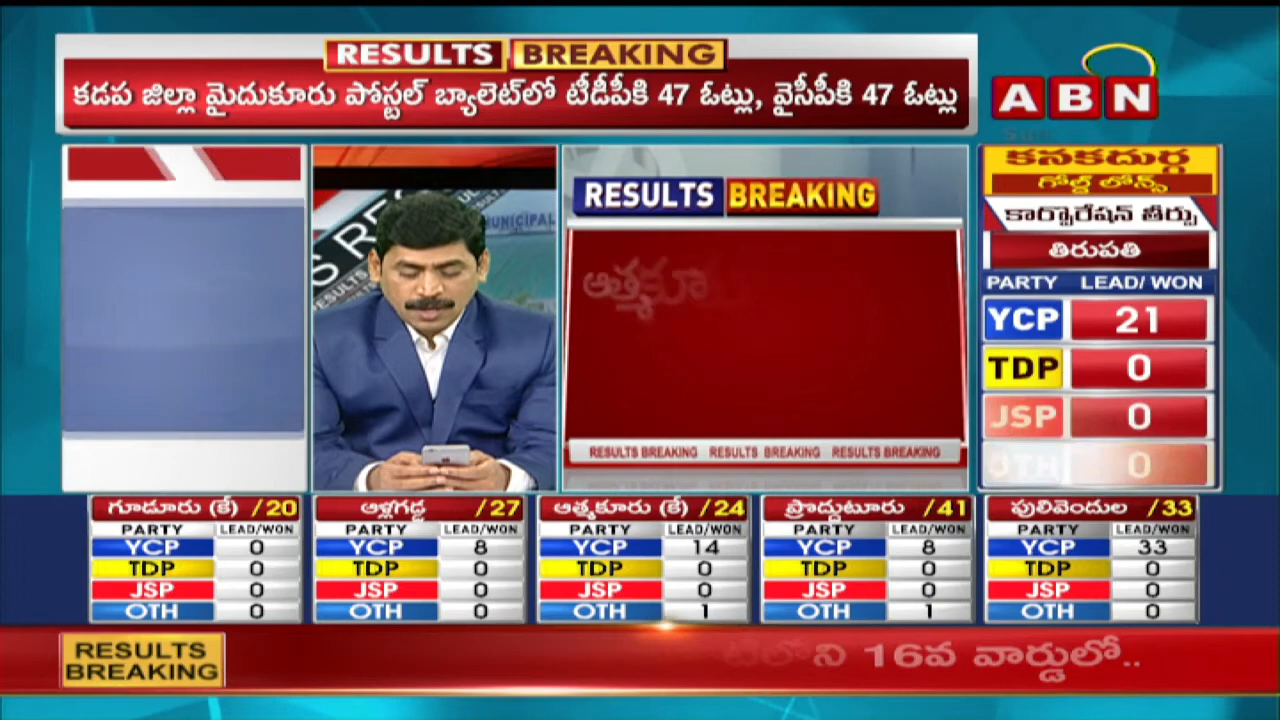 RESULTS BREAKING
కడప జిల్లా మైదుకూరు పోస్టల్ బ్యాలెట్‌లో టీడీపీకి 47 ఓట్లు, వైసీపీకి 47 ఓట్లు
ABN
MUNICIPAL
RESULTS BREAKING
ఆత్మకూరు
RESULTS BREAKING RESULTS BREAKING RESULTS BREAKING
కనకదుర్గ
గోల్డ్ లోన్స్
కార్పొరేషన్ తీర్పు
తిరుపతి
PARTY LEAD/ WON
YCP 21
TDP 0
JSP 0
OTH 0
గూడూరు (కే) /20
PARTY LEAD/WON
YCP 0
TDP 0
JSP 0
OTH 0
ఆళ్లగడ్డ /27
PARTY LEAD/WON
YCP 8
TDP 0
JSP 0
OTH 0
ఆత్మకూరు (కే) /24
PARTY LEAD/WON
YCP 14
TDP 0
JSP 0
OTH 1
ప్రొద్దుటూరు /41
PARTY LEAD/WON
YCP 8
TDP 0
JSP 0
OTH 1
పులివెందుల /33
PARTY LEAD/WON
YCP 33
TDP 0
JSP 0
OTH 0
RESULTS BREAKING
16వ వార్డులో..